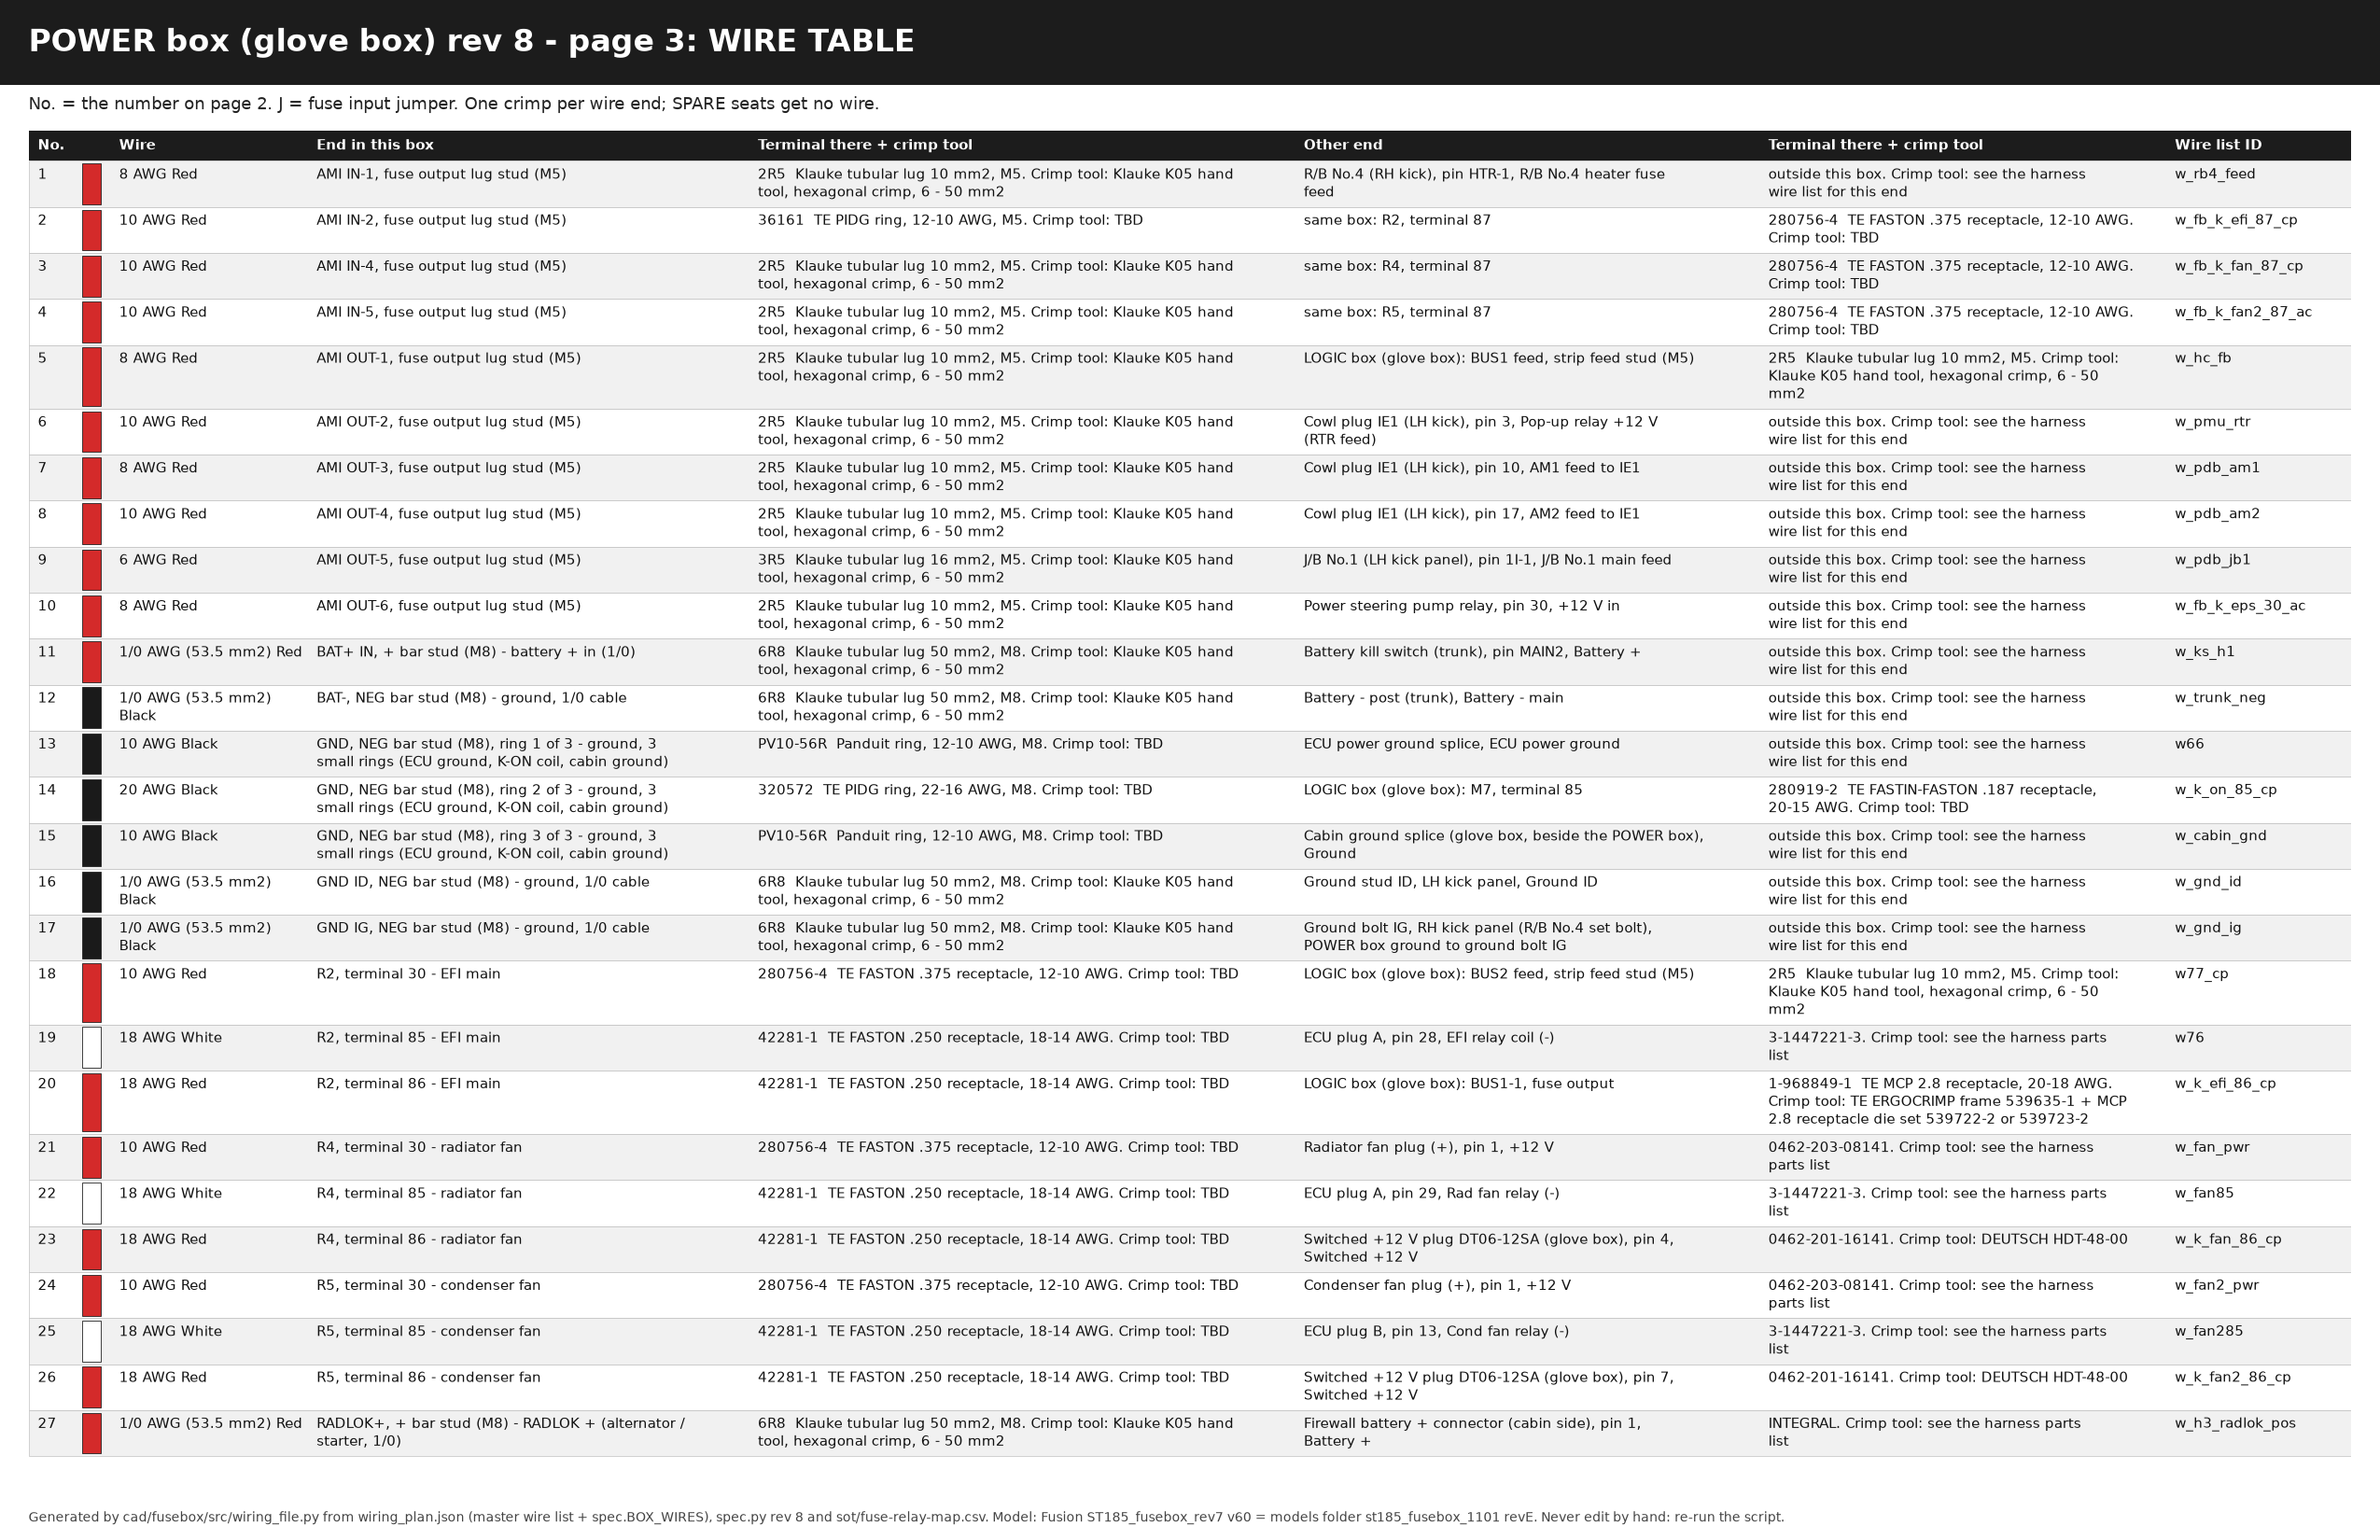 POWER box (glove box) rev 8 - page 3: WIRE TABLE
No. = the number on page 2. J = fuse input jumper. One crimp per wire end; SPARE seats get no wire.
No. Wire End in this box Terminal there + crimp tool Other end Terminal there + crimp tool Wire list ID
1 8 AWG Red AMI IN-1, fuse output lug stud (M5) 2R5 Klauke tubular lug 10 mm2, M5. Crimp tool: Klauke K05 hand R/B No.4 (RH kick), pin HTR-1, R/B No.4 heater fuse outside this box. Crimp tool: see the harness w_rb4_feed
tool, hexagonal crimp, 6 - 50 mm2 feed wire list for this end
2 10 AWG Red AMI IN-2, fuse output lug stud (M5) 36161 TE PIDG ring, 12-10 AWG, M5. Crimp tool: TBD same box: R2, terminal 87 280756-4 TE FASTON .375 receptacle, 12-10 AWG. w_fb_k_efi_87_cp
Crimp tool: TBD
3 10 AWG Red AMI IN-4, fuse output lug stud (M5) 2R5 Klauke tubular lug 10 mm2, M5. Crimp tool: Klauke K05 hand same box: R4, terminal 87 280756-4 TE FASTON .375 receptacle, 12-10 AWG. w_fb_k_fan_87_cp
tool, hexagonal crimp, 6 - 50 mm2 Crimp tool: TBD
4 10 AWG Red AMI IN-5, fuse output lug stud (M5) 2R5 Klauke tubular lug 10 mm2, M5. Crimp tool: Klauke K05 hand same box: R5, terminal 87 280756-4 TE FASTON .375 receptacle, 12-10 AWG. w_fb_k_fan2_87_ac
tool, hexagonal crimp, 6 - 50 mm2 Crimp tool: TBD
5 8 AWG Red AMI OUT-1, fuse output lug stud (M5) 2R5 Klauke tubular lug 10 mm2, M5. Crimp tool: Klauke K05 hand LOGIC box (glove box): BUS1 feed, strip feed stud (M5) 2R5 Klauke tubular lug 10 mm2, M5. Crimp tool: w_hc_fb
tool, hexagonal crimp, 6 - 50 mm2 Klauke K05 hand tool, hexagonal crimp, 6 - 50
mm2
6 10 AWG Red AMI OUT-2, fuse output lug stud (M5) 2R5 Klauke tubular lug 10 mm2, M5. Crimp tool: Klauke K05 hand Cowl plug IE1 (LH kick), pin 3, Pop-up relay +12 V outside this box. Crimp tool: see the harness w_pmu_rtr
tool, hexagonal crimp, 6 - 50 mm2 (RTR feed) wire list for this end
7 8 AWG Red AMI OUT-3, fuse output lug stud (M5) 2R5 Klauke tubular lug 10 mm2, M5. Crimp tool: Klauke K05 hand Cowl plug IE1 (LH kick), pin 10, AM1 feed to IE1 outside this box. Crimp tool: see the harness w_pdb_am1
tool, hexagonal crimp, 6 - 50 mm2 wire list for this end
8 10 AWG Red AMI OUT-4, fuse output lug stud (M5) 2R5 Klauke tubular lug 10 mm2, M5. Crimp tool: Klauke K05 hand Cowl plug IE1 (LH kick), pin 17, AM2 feed to IE1 outside this box. Crimp tool: see the harness w_pdb_am2
tool, hexagonal crimp, 6 - 50 mm2 wire list for this end
9 6 AWG Red AMI OUT-5, fuse output lug stud (M5) 3R5 Klauke tubular lug 16 mm2, M5. Crimp tool: Klauke K05 hand J/B No.1 (LH kick panel), pin 1I-1, J/B No.1 main feed outside this box. Crimp tool: see the harness w_pdb_jb1
tool, hexagonal crimp, 6 - 50 mm2 wire list for this end
10 8 AWG Red AMI OUT-6, fuse output lug stud (M5) 2R5 Klauke tubular lug 10 mm2, M5. Crimp tool: Klauke K05 hand Power steering pump relay, pin 30, +12 V in outside this box. Crimp tool: see the harness w_fb_k_eps_30_ac
tool, hexagonal crimp, 6 - 50 mm2 wire list for this end
11 1/0 AWG (53.5 mm2) Red BAT+ IN, + bar stud (M8) - battery + in (1/0) 6R8 Klauke tubular lug 50 mm2, M8. Crimp tool: Klauke K05 hand Battery kill switch (trunk), pin MAIN2, Battery + outside this box. Crimp tool: see the harness w_ks_h1
tool, hexagonal crimp, 6 - 50 mm2 wire list for this end
12 1/0 AWG (53.5 mm2) BAT-, NEG bar stud (M8) - ground, 1/0 cable 6R8 Klauke tubular lug 50 mm2, M8. Crimp tool: Klauke K05 hand Battery - post (trunk), Battery - main outside this box. Crimp tool: see the harness w_trunk_neg
Black tool, hexagonal crimp, 6 - 50 mm2 wire list for this end
13 10 AWG Black GND, NEG bar stud (M8), ring 1 of 3 - ground, 3 PV10-56R Panduit ring, 12-10 AWG, M8. Crimp tool: TBD ECU power ground splice, ECU power ground outside this box. Crimp tool: see the harness w66
small rings (ECU ground, K-ON coil, cabin ground) wire list for this end
14 20 AWG Black GND, NEG bar stud (M8), ring 2 of 3 - ground, 3 320572 TE PIDG ring, 22-16 AWG, M8. Crimp tool: TBD LOGIC box (glove box): M7, terminal 85 280919-2 TE FASTIN-FASTON .187 receptacle, w_k_on_85_cp
small rings (ECU ground, K-ON coil, cabin ground) 20-15 AWG. Crimp tool: TBD
15 10 AWG Black GND, NEG bar stud (M8), ring 3 of 3 - ground, 3 PV10-56R Panduit ring, 12-10 AWG, M8. Crimp tool: TBD Cabin ground splice (glove box, beside the POWER box), outside this box. Crimp tool: see the harness w_cabin_gnd
small rings (ECU ground, K-ON coil, cabin ground) Ground wire list for this end
16 1/0 AWG (53.5 mm2) GND ID, NEG bar stud (M8) - ground, 1/0 cable 6R8 Klauke tubular lug 50 mm2, M8. Crimp tool: Klauke K05 hand Ground stud ID, LH kick panel, Ground ID outside this box. Crimp tool: see the harness w_gnd_id
Black tool, hexagonal crimp, 6 - 50 mm2 wire list for this end
17 1/0 AWG (53.5 mm2) GND IG, NEG bar stud (M8) - ground, 1/0 cable 6R8 Klauke tubular lug 50 mm2, M8. Crimp tool: Klauke K05 hand Ground bolt IG, RH kick panel (R/B No.4 set bolt), outside this box. Crimp tool: see the harness w_gnd_ig
Black tool, hexagonal crimp, 6 - 50 mm2 POWER box ground to ground bolt IG wire list for this end
18 10 AWG Red R2, terminal 30 - EFI main 280756-4 TE FASTON .375 receptacle, 12-10 AWG. Crimp tool: TBD LOGIC box (glove box): BUS2 feed, strip feed stud (M5) 2R5 Klauke tubular lug 10 mm2, M5. Crimp tool: w77_cp
Klauke K05 hand tool, hexagonal crimp, 6 - 50
mm2
19 18 AWG White R2, terminal 85 - EFI main 42281-1 TE FASTON .250 receptacle, 18-14 AWG. Crimp tool: TBD ECU plug A, pin 28, EFI relay coil (-) 3-1447221-3. Crimp tool: see the harness parts w76
list
20 18 AWG Red R2, terminal 86 - EFI main 42281-1 TE FASTON .250 receptacle, 18-14 AWG. Crimp tool: TBD LOGIC box (glove box): BUS1-1, fuse output 1-968849-1 TE MCP 2.8 receptacle, 20-18 AWG. w_k_efi_86_cp
Crimp tool: TE ERGOCRIMP frame 539635-1 + MCP
2.8 receptacle die set 539722-2 or 539723-2
21 10 AWG Red R4, terminal 30 - radiator fan 280756-4 TE FASTON .375 receptacle, 12-10 AWG. Crimp tool: TBD Radiator fan plug (+), pin 1, +12 V 0462-203-08141. Crimp tool: see the harness w_fan_pwr
parts list
22 18 AWG White R4, terminal 85 - radiator fan 42281-1 TE FASTON .250 receptacle, 18-14 AWG. Crimp tool: TBD ECU plug A, pin 29, Rad fan relay (-) 3-1447221-3. Crimp tool: see the harness parts w_fan85
list
23 18 AWG Red R4, terminal 86 - radiator fan 42281-1 TE FASTON .250 receptacle, 18-14 AWG. Crimp tool: TBD Switched +12 V plug DT06-12SA (glove box), pin 4, 0462-201-16141. Crimp tool: DEUTSCH HDT-48-00 w_k_fan_86_cp
Switched +12 V
24 10 AWG Red R5, terminal 30 - condenser fan 280756-4 TE FASTON .375 receptacle, 12-10 AWG. Crimp tool: TBD Condenser fan plug (+), pin 1, +12 V 0462-203-08141. Crimp tool: see the harness w_fan2_pwr
parts list
25 18 AWG White R5, terminal 85 - condenser fan 42281-1 TE FASTON .250 receptacle, 18-14 AWG. Crimp tool: TBD ECU plug B, pin 13, Cond fan relay (-) 3-1447221-3. Crimp tool: see the harness parts w_fan285
list
26 18 AWG Red R5, terminal 86 - condenser fan 42281-1 TE FASTON .250 receptacle, 18-14 AWG. Crimp tool: TBD Switched +12 V plug DT06-12SA (glove box), pin 7, 0462-201-16141. Crimp tool: DEUTSCH HDT-48-00 w_k_fan2_86_cp
Switched +12 V
27 1/0 AWG (53.5 mm2) Red RADLOK+, + bar stud (M8) - RADLOK + (alternator / 6R8 Klauke tubular lug 50 mm2, M8. Crimp tool: Klauke K05 hand Firewall battery + connector (cabin side), pin 1, INTEGRAL. Crimp tool: see the harness parts w_h3_radlok_pos
starter, 1/0) tool, hexagonal crimp, 6 - 50 mm2 Battery + list
Generated by cad/fusebox/src/wiring_file.py from wiring_plan.json (master wire list + spec.BOX_WIRES), spec.py rev 8 and sot/fuse-relay-map.csv. Model: Fusion ST185_fusebox_rev7 v60 = models folder st185_fusebox_1101 revE. Never edit by hand: re-run the script.